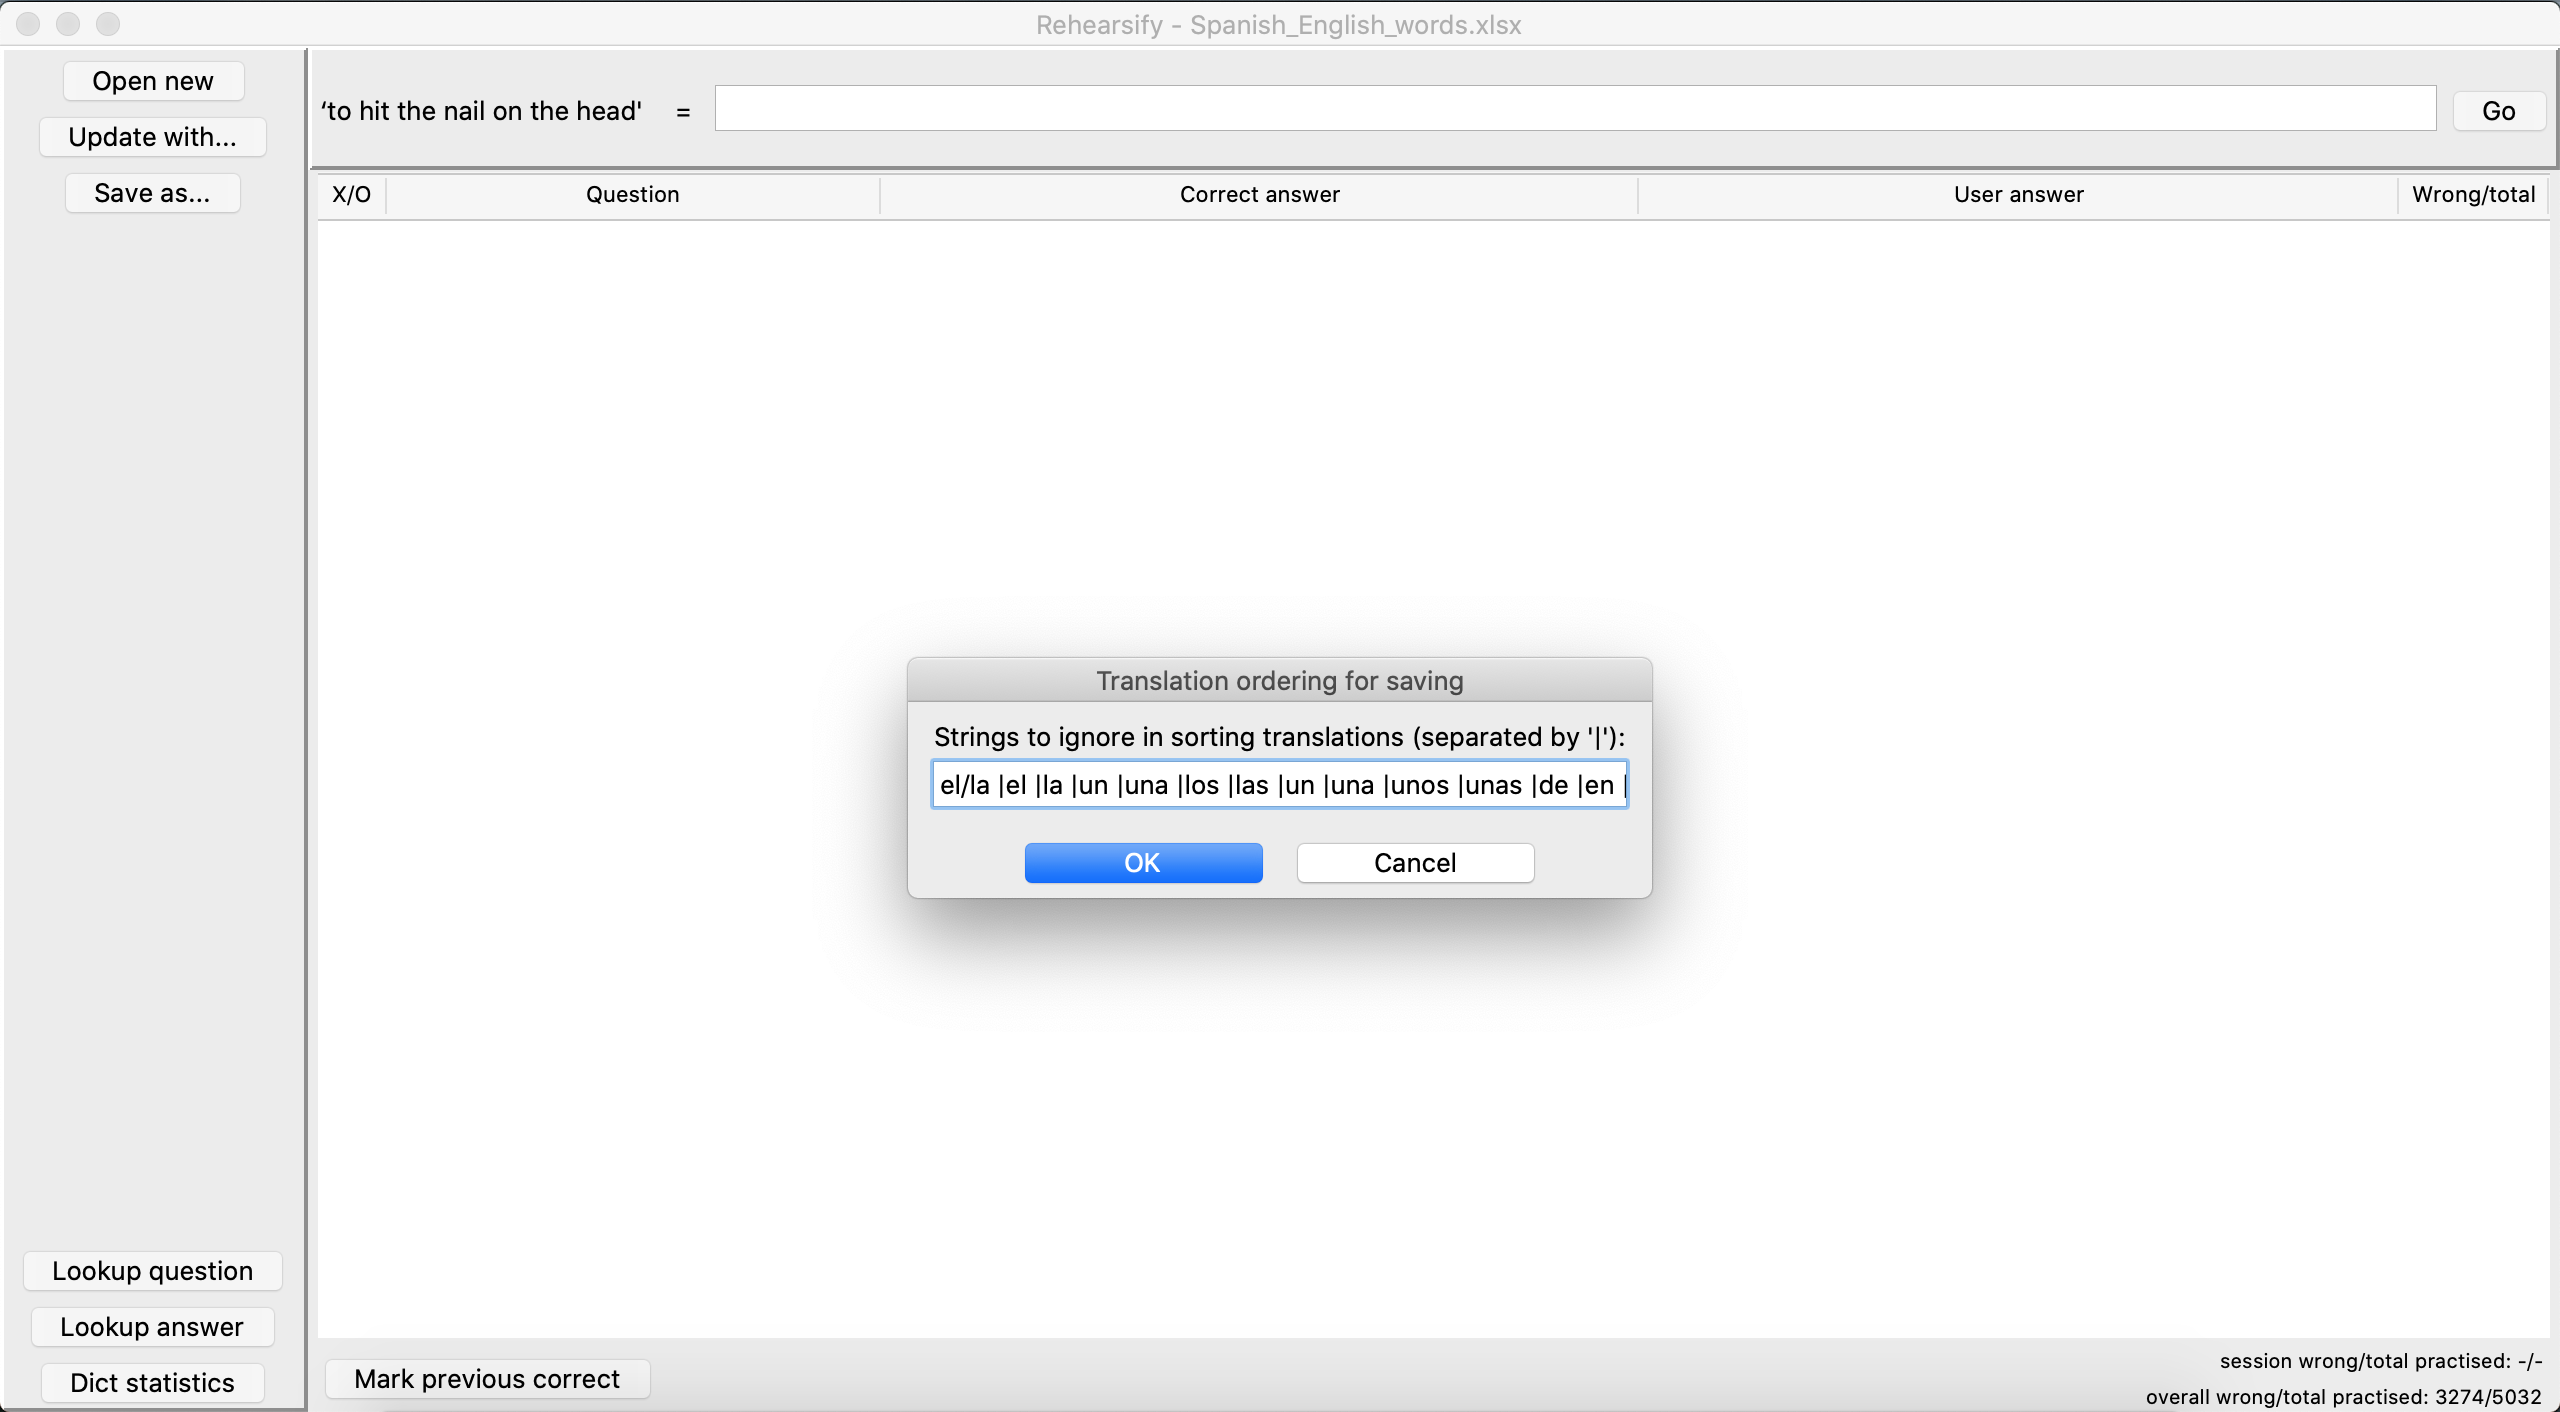 Rehearsify - Spanish_English_words.xlsx
Open new
Update with...
Save as...
‘to hit the nail on the head' =
Go
X/O Question Correct answer User answer Wrong/total
Translation ordering for saving
Strings to ignore in sorting translations (separated by '|'):
el/la |el |la |un |una |los |las |un |una |unos |unas |de |en |
OK Cancel
Lookup question
Lookup answer
Dict statistics
Mark previous correct
session wrong/total practised: -/-
overall wrong/total practised: 3274/5032